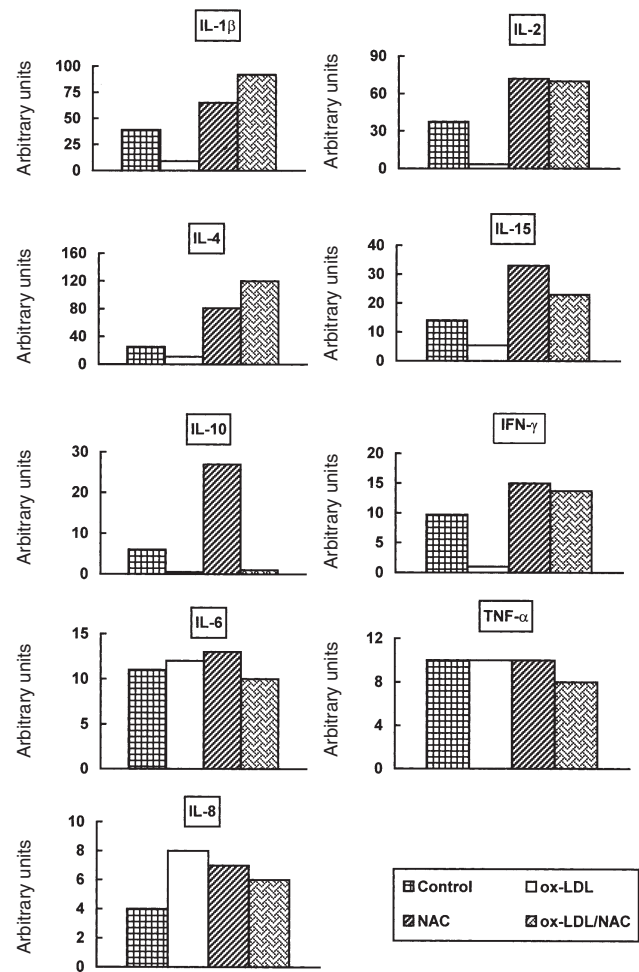 IL-1β
Arbitrary units
100
75
50
25
0
IL-2
Arbitrary units
90
60
30
0
IL-4
Arbitrary units
160
120
80
40
0
IL-15
Arbitrary units
40
30
20
10
0
IL-10
Arbitrary units
30
20
10
0
IFN-γ
Arbitrary units
20
15
10
5
0
IL-6
Arbitrary units
15
10
5
0
TNF-α
Arbitrary units
12
8
4
0
IL-8
Arbitrary units
10
8
6
4
2
0
Control ox-LDL
NAC ox-LDL/NAC